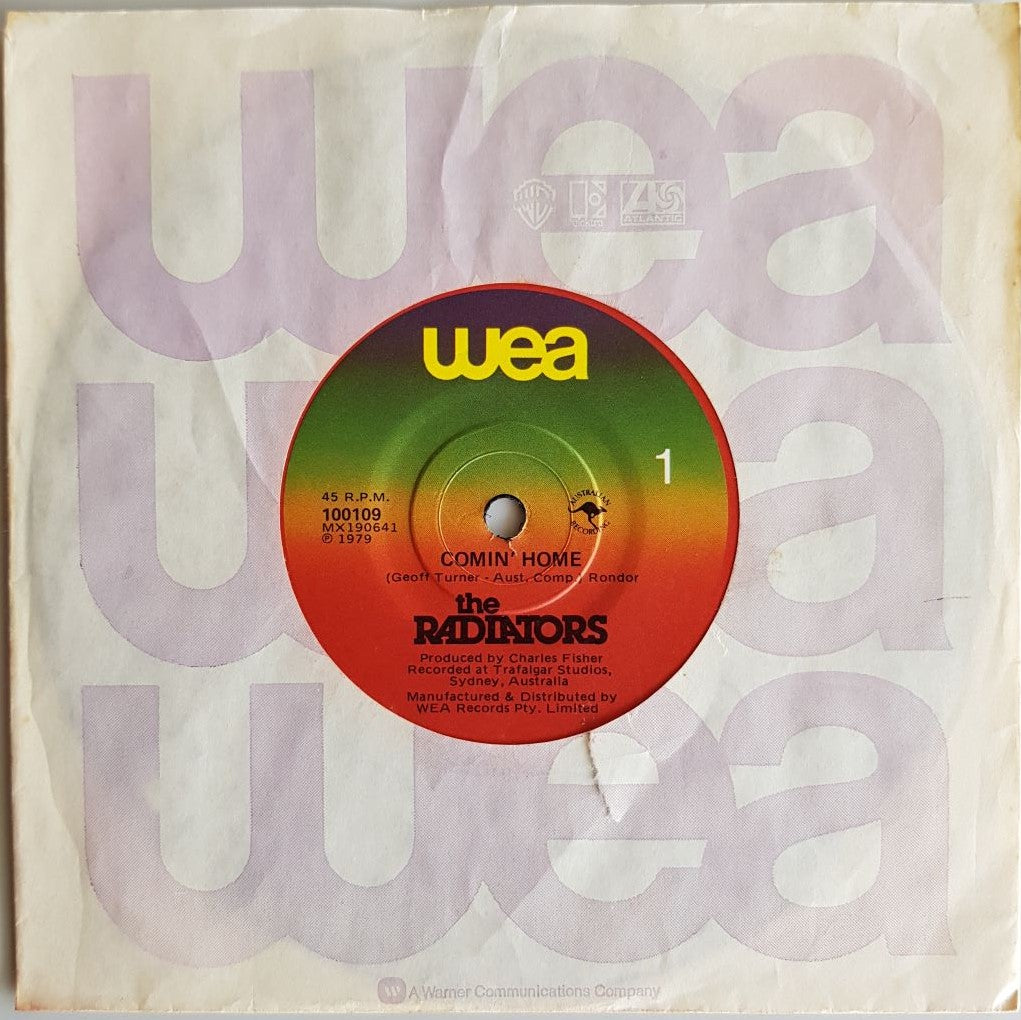 wea
ATLANTIC
wea
1
45 R.P.M.
100109
MX190641
℗ 1979
AUSTRALIAN
RECORDING
COMIN' HOME
(Geoff Turner - Aust. Comp.) Rondor
the
RADIATORS
Produced by Charles Fisher
Recorded at Trafalgar Studios,
Sydney, Australia
Manufactured & Distributed by
WEA Records Pty. Limited
wea
wea
A Warner Communications Company